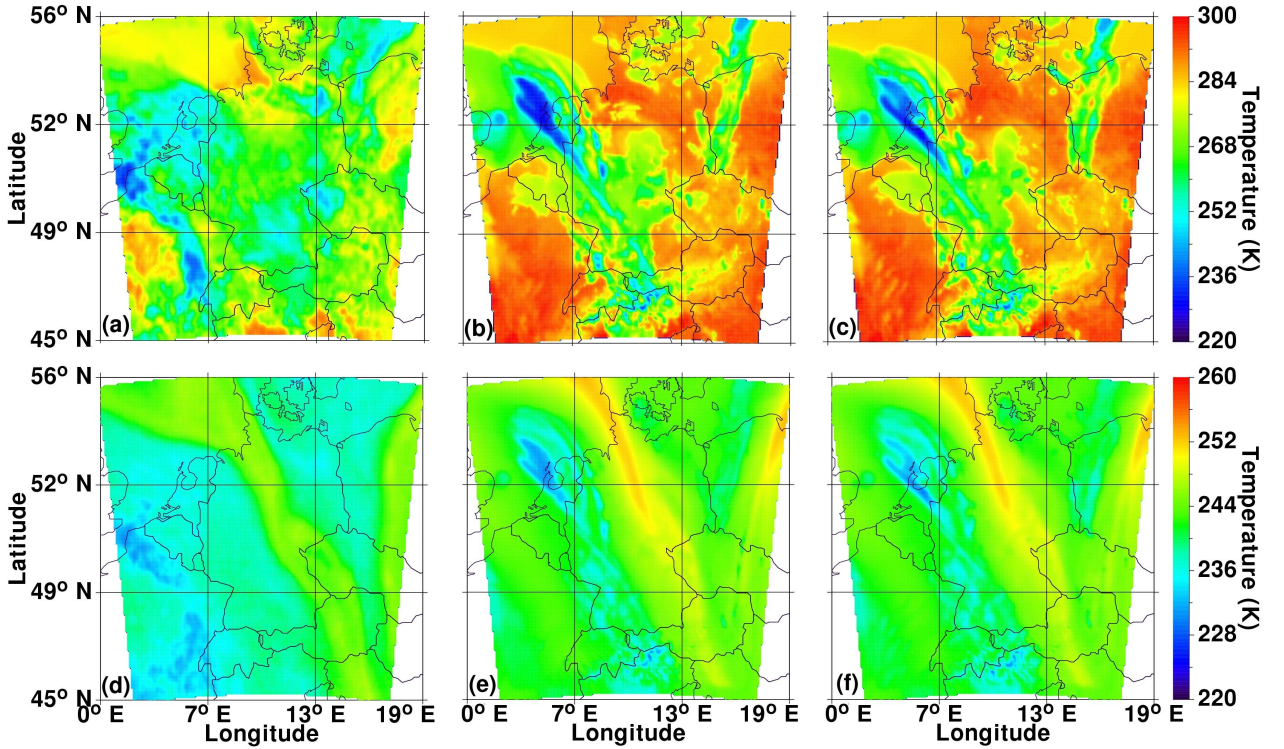 56° N
52° N
49° N
45° N
Latitude
(a)
(b)
(c)
300
284
268
252
236
220
Temperature (K)
56° N
52° N
49° N
45° N
Latitude
(d)
(e)
(f)
260
252
244
236
228
220
Temperature (K)
0° E 7° E 13° E 19° E 0° E 7° E 13° E 19° E 0° E 7° E 13° E 19° E
Longitude Longitude Longitude